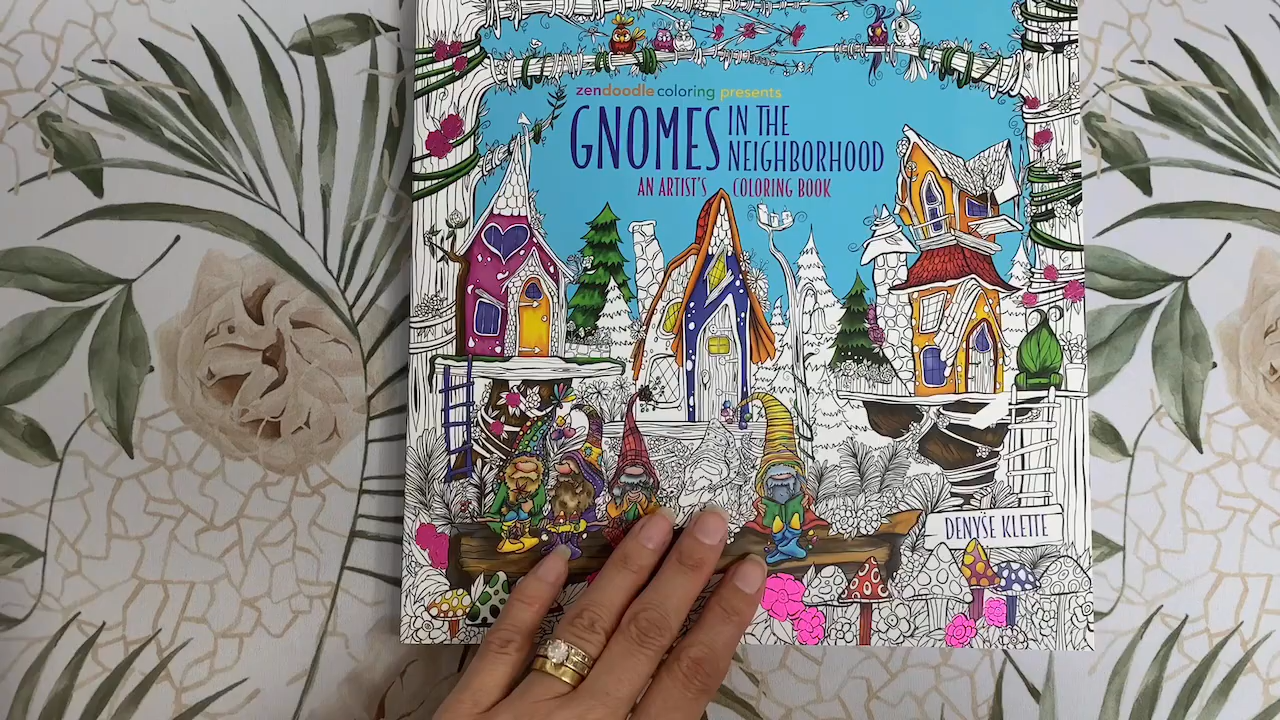 zendoodle coloring presents
GNOMES IN THE
NEIGHBORHOOD
AN ARTIST'S COLORING BOOK
DENYSE KLETTE